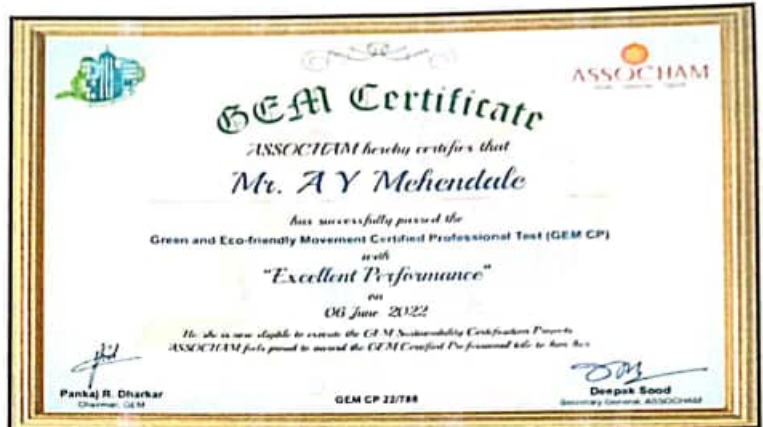 ASSOCHAM
GEM Certificate
ASSOCHAM hereby certifies that
Mr. A Y Mehendale
has successfully passed the
Green and Eco-friendly Movement Certified Professional Test (GEM CP)
with
"Excellent Performance"
on
06 June 2022
He/she is now eligible to execute the GEM Sustainability Certification Projects
ASSOCHAM feels proud to award the GEM Certified Professional title to him/her
Pankaj R. Dharkar
Chairman, GEM
GEM CP 22/788
Deepak Sood
Secretary General, ASSOCHAM